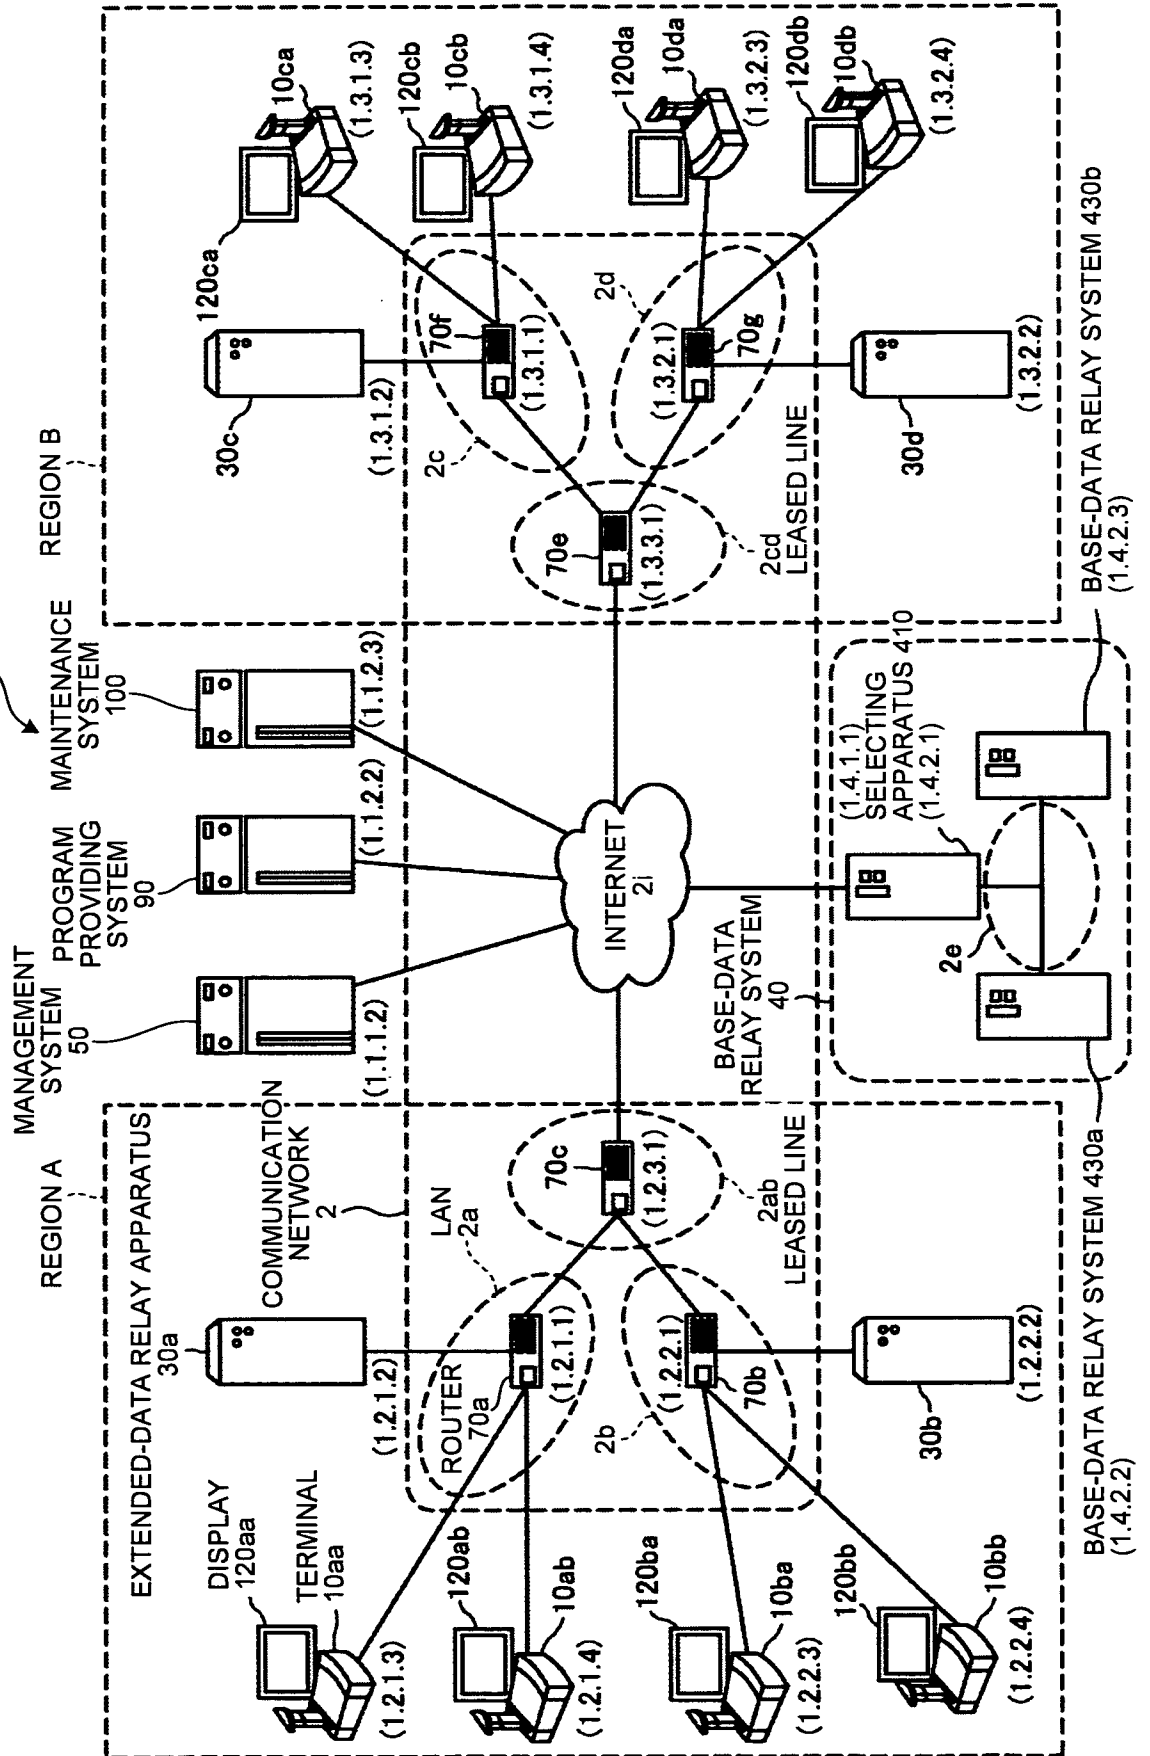 MANAGEMENT
SYSTEM
50
PROGRAM
PROVIDING
SYSTEM
90
MAINTENANCE
SYSTEM
100
REGION A
REGION B
(1.1.1.2)
(1.1.2.2)
(1.1.2.3)
EXTENDED-DATA RELAY APPARATUS
30a
(1.2.1.2)
COMMUNICATION
NETWORK
2
DISPLAY
120aa
TERMINAL
10aa
(1.2.1.3)
120ab
10ab
(1.2.1.4)
120ba
10ba
(1.2.2.3)
120bb
10bb
(1.2.2.4)
ROUTER
70a
(1.2.1.1)
LAN
2a
2b
(1.2.2.1)
70b
30b
(1.2.2.2)
70c
(1.2.3.1)
2ab
LEASED LINE
INTERNET
2i
BASE-DATA
RELAY SYSTEM
40
(1.4.1.1)
SELECTING
APPARATUS 410
(1.4.2.1)
2e
BASE-DATA RELAY SYSTEM 430a
(1.4.2.2)
BASE-DATA RELAY SYSTEM 430b
(1.4.2.3)
70e
(1.3.3.1)
2cd
LEASED LINE
30c
(1.3.1.2)
2c
70f
(1.3.1.1)
2d
(1.3.2.1)
70g
30d
(1.3.2.2)
120ca
10ca
(1.3.1.3)
120cb
10cb
(1.3.1.4)
120da
10da
(1.3.2.3)
120db
10db
(1.3.2.4)